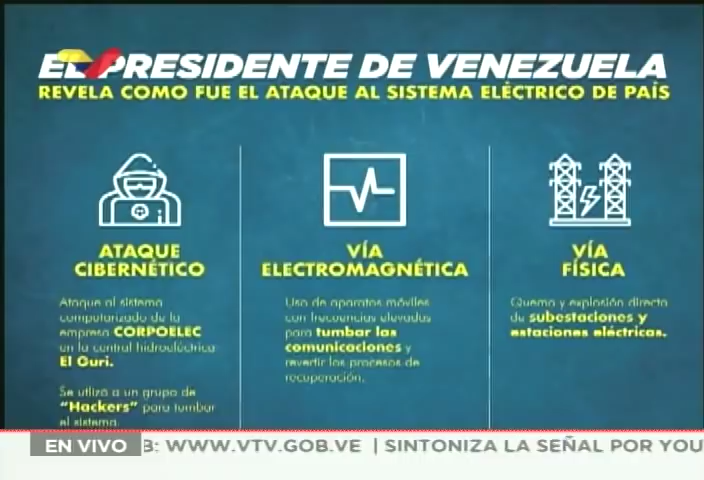 EL PRESIDENTE DE VENEZUELA
REVELA COMO FUE EL ATAQUE AL SISTEMA ELÉCTRICO DE PAÍS
ATAQUE
CIBERNÉTICO
Ataque al sistema
computarizado de la
empresa CORPOELEC
en la central hidroeléctrica
El Guri.
Se utilizó a un grupo de
“Hackers” para tumbar
el sistema.
VÍA
ELECTROMAGNÉTICA
Uso de aparatos móviles
con frecuencias elevadas
para tumbar las
comunicaciones y
revertir los procesos de
recuperación.
VÍA
FÍSICA
Quema y explosión directa
de subestaciones y
estaciones eléctricas.
EN VIVO
B: WWW.VTV.GOB.VE | SINTONIZA LA SEÑAL POR YOU